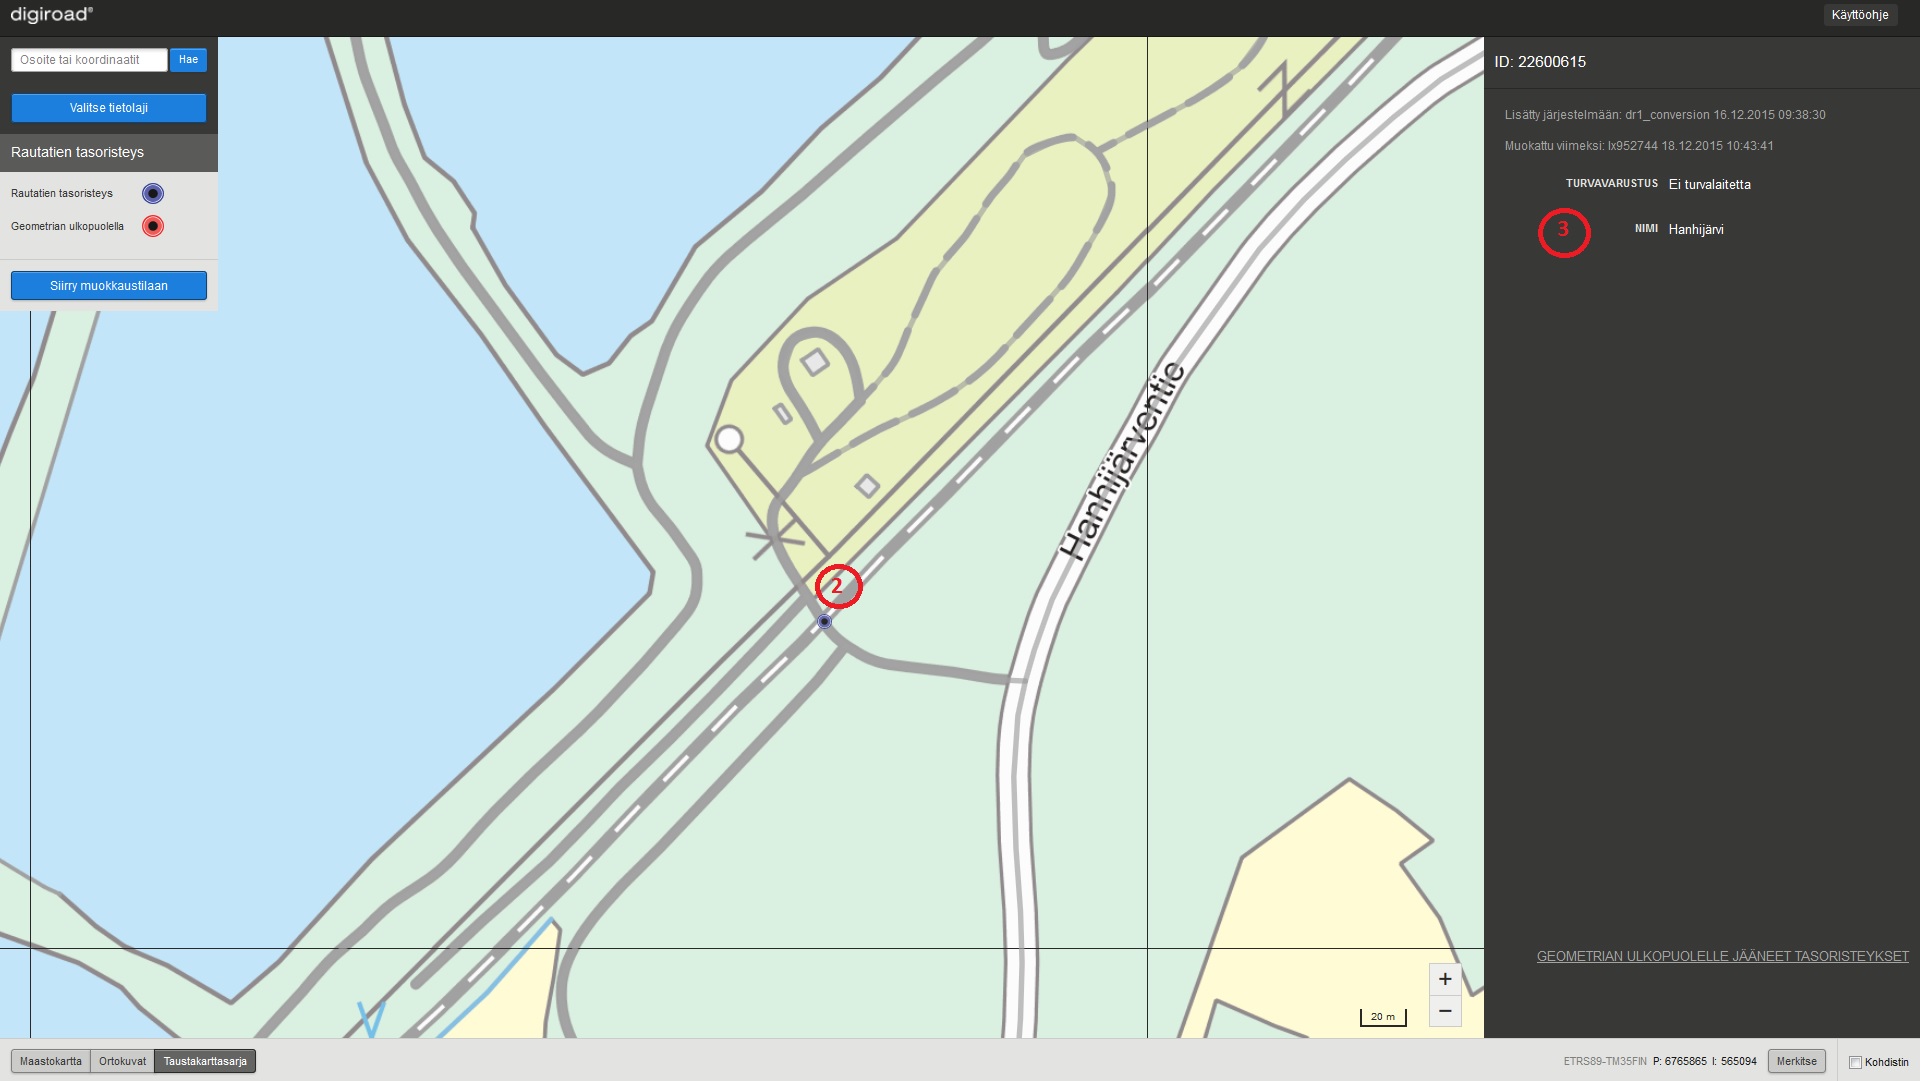 digiroad®
Käyttöohje
Osoite tai koordinaatit
Hae
Valitse tietolaji
Rautatien tasoristeys
Rautatien tasoristeys
Geometrian ulkopuolella
Siirry muokkaustilaan
Hanhijärventie
2
ID: 22600615
Lisätty järjestelmään: dr1_conversion 16.12.2015 09:38:30
Muokattu viimeksi: lx952744 18.12.2015 10:43:41
TURVAVARUSTUS Ei turvalaitetta
3 NIMI Hanhijärvi
GEOMETRIAN ULKOPUOLELLE JÄÄNEET TASORISTEYKSET
+
−
20 m
Maastokartta Ortokuvat Taustakarttasarja
ETRS89-TM35FIN P: 6765865 I: 565094 Merkitse Kohdistin